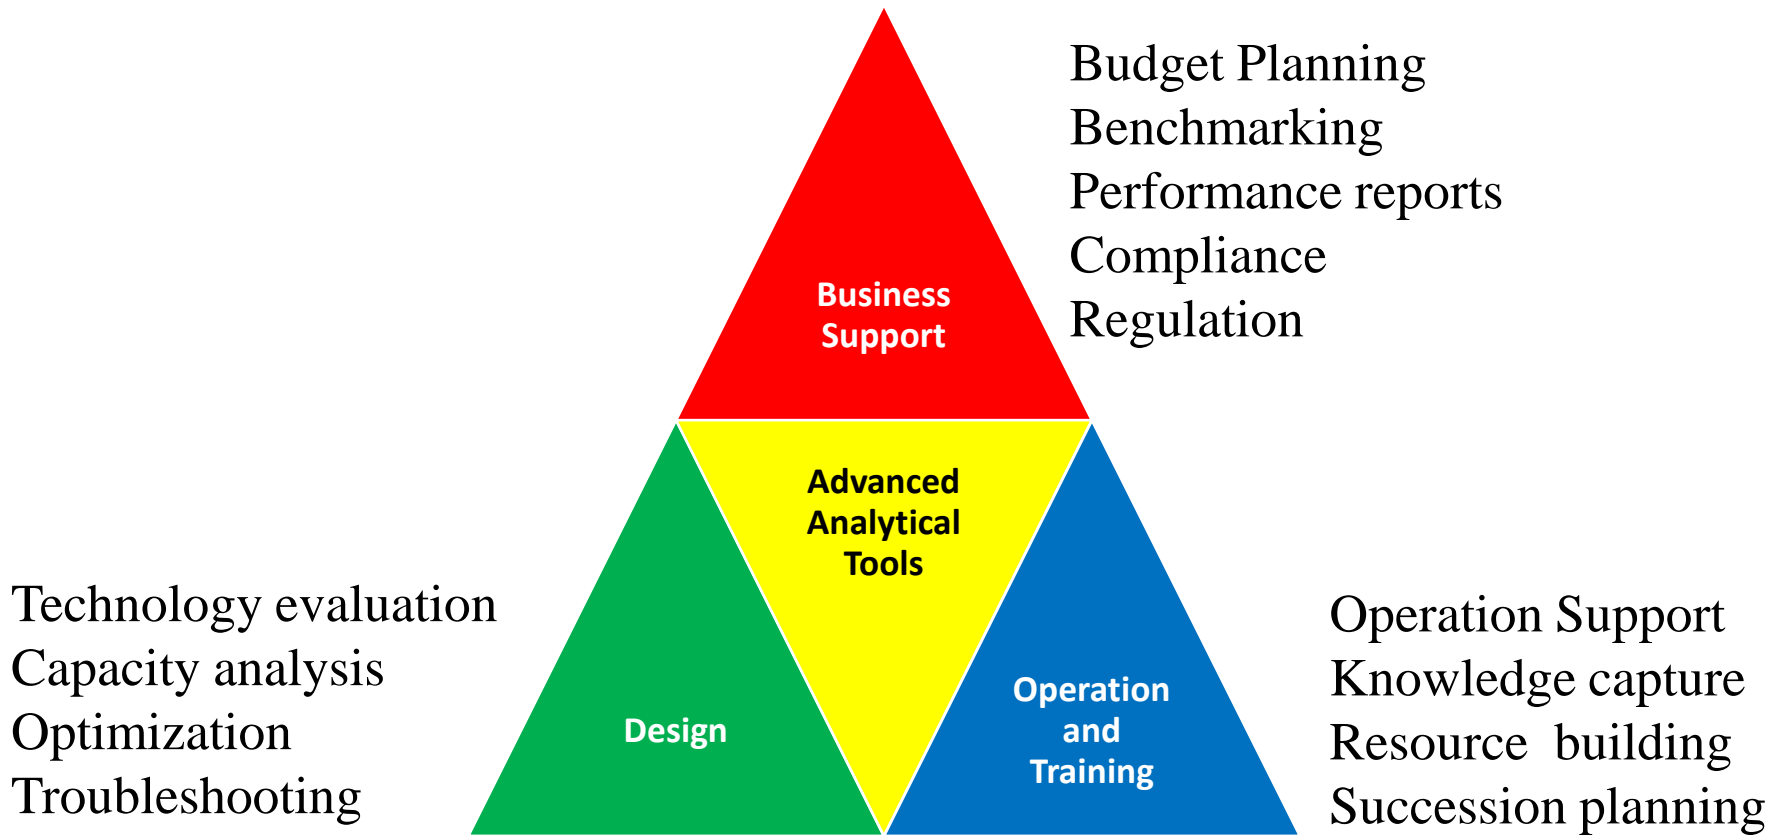 Budget Planning
Benchmarking
Performance reports
Compliance
Regulation
Business
Support
Advanced
Analytical
Tools
Technology evaluation
Capacity analysis
Optimization
Troubleshooting
Design
Operation
and
Training
Operation Support
Knowledge capture
Resource  building
Succession planning